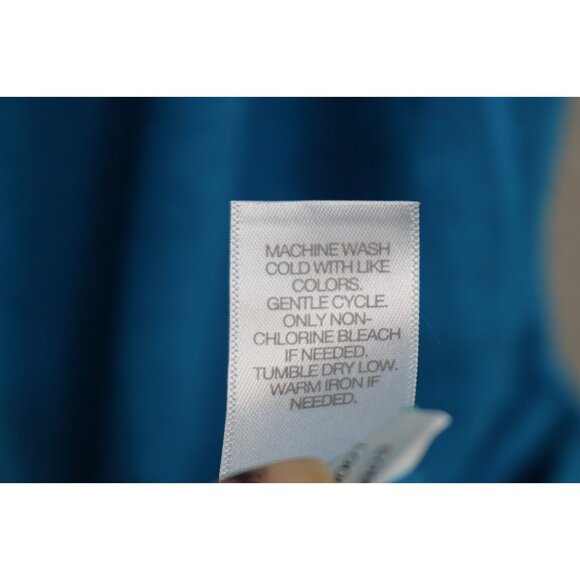 MACHINE WASH
COLD WITH LIKE
COLORS.
GENTLE CYCLE.
ONLY NON-
CHLORINE BLEACH
IF NEEDED.
TUMBLE DRY LOW.
WARM IRON IF
NEEDED.